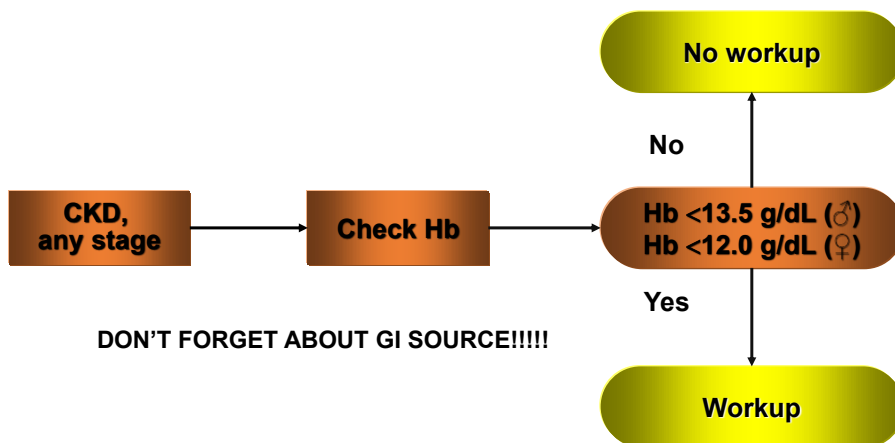 No workup
No
CKD,
any stage
Check Hb
Hb <13.5 g/dL (♂)
Hb <12.0 g/dL (♀)
Yes
DON’T FORGET ABOUT GI SOURCE!!!!!
Workup